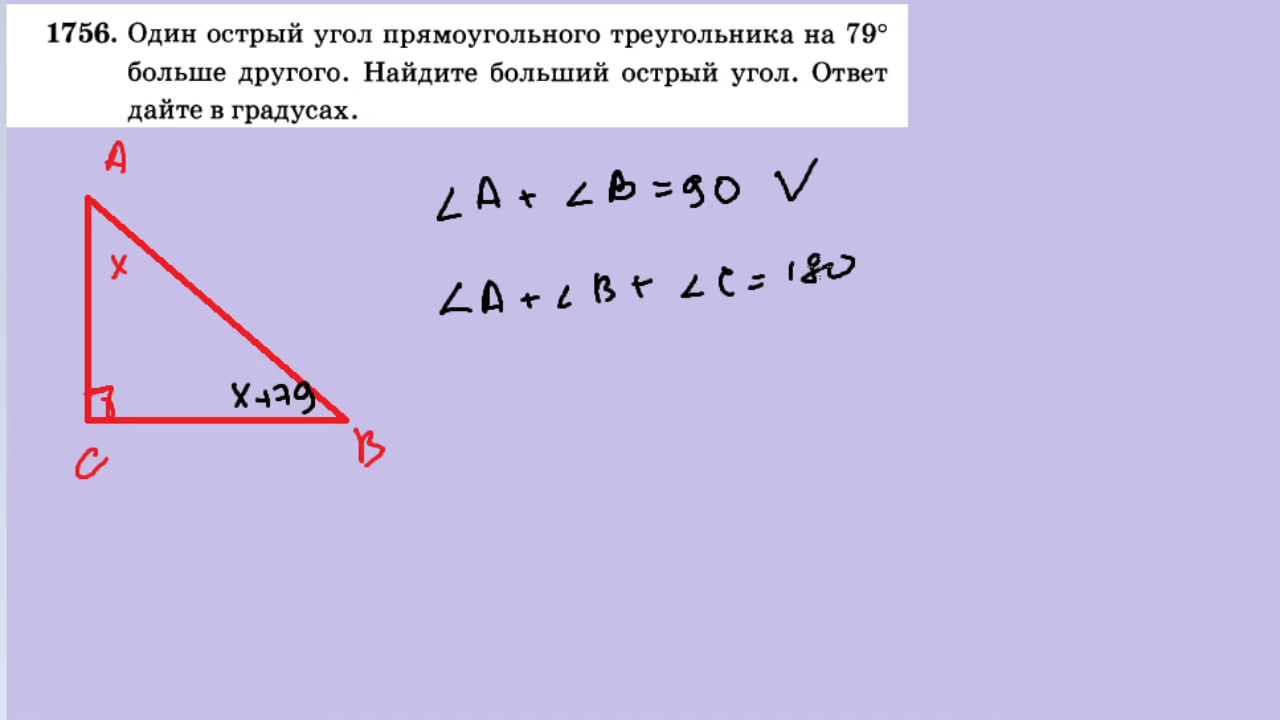 1756. Один острый угол прямоугольного треугольника на 79°
больше другого. Найдите больший острый угол. Ответ
дайте в градусах.
A
∠A + ∠B = 90 √
x
∠A + ∠B + ∠C = 180
x+79
C
B